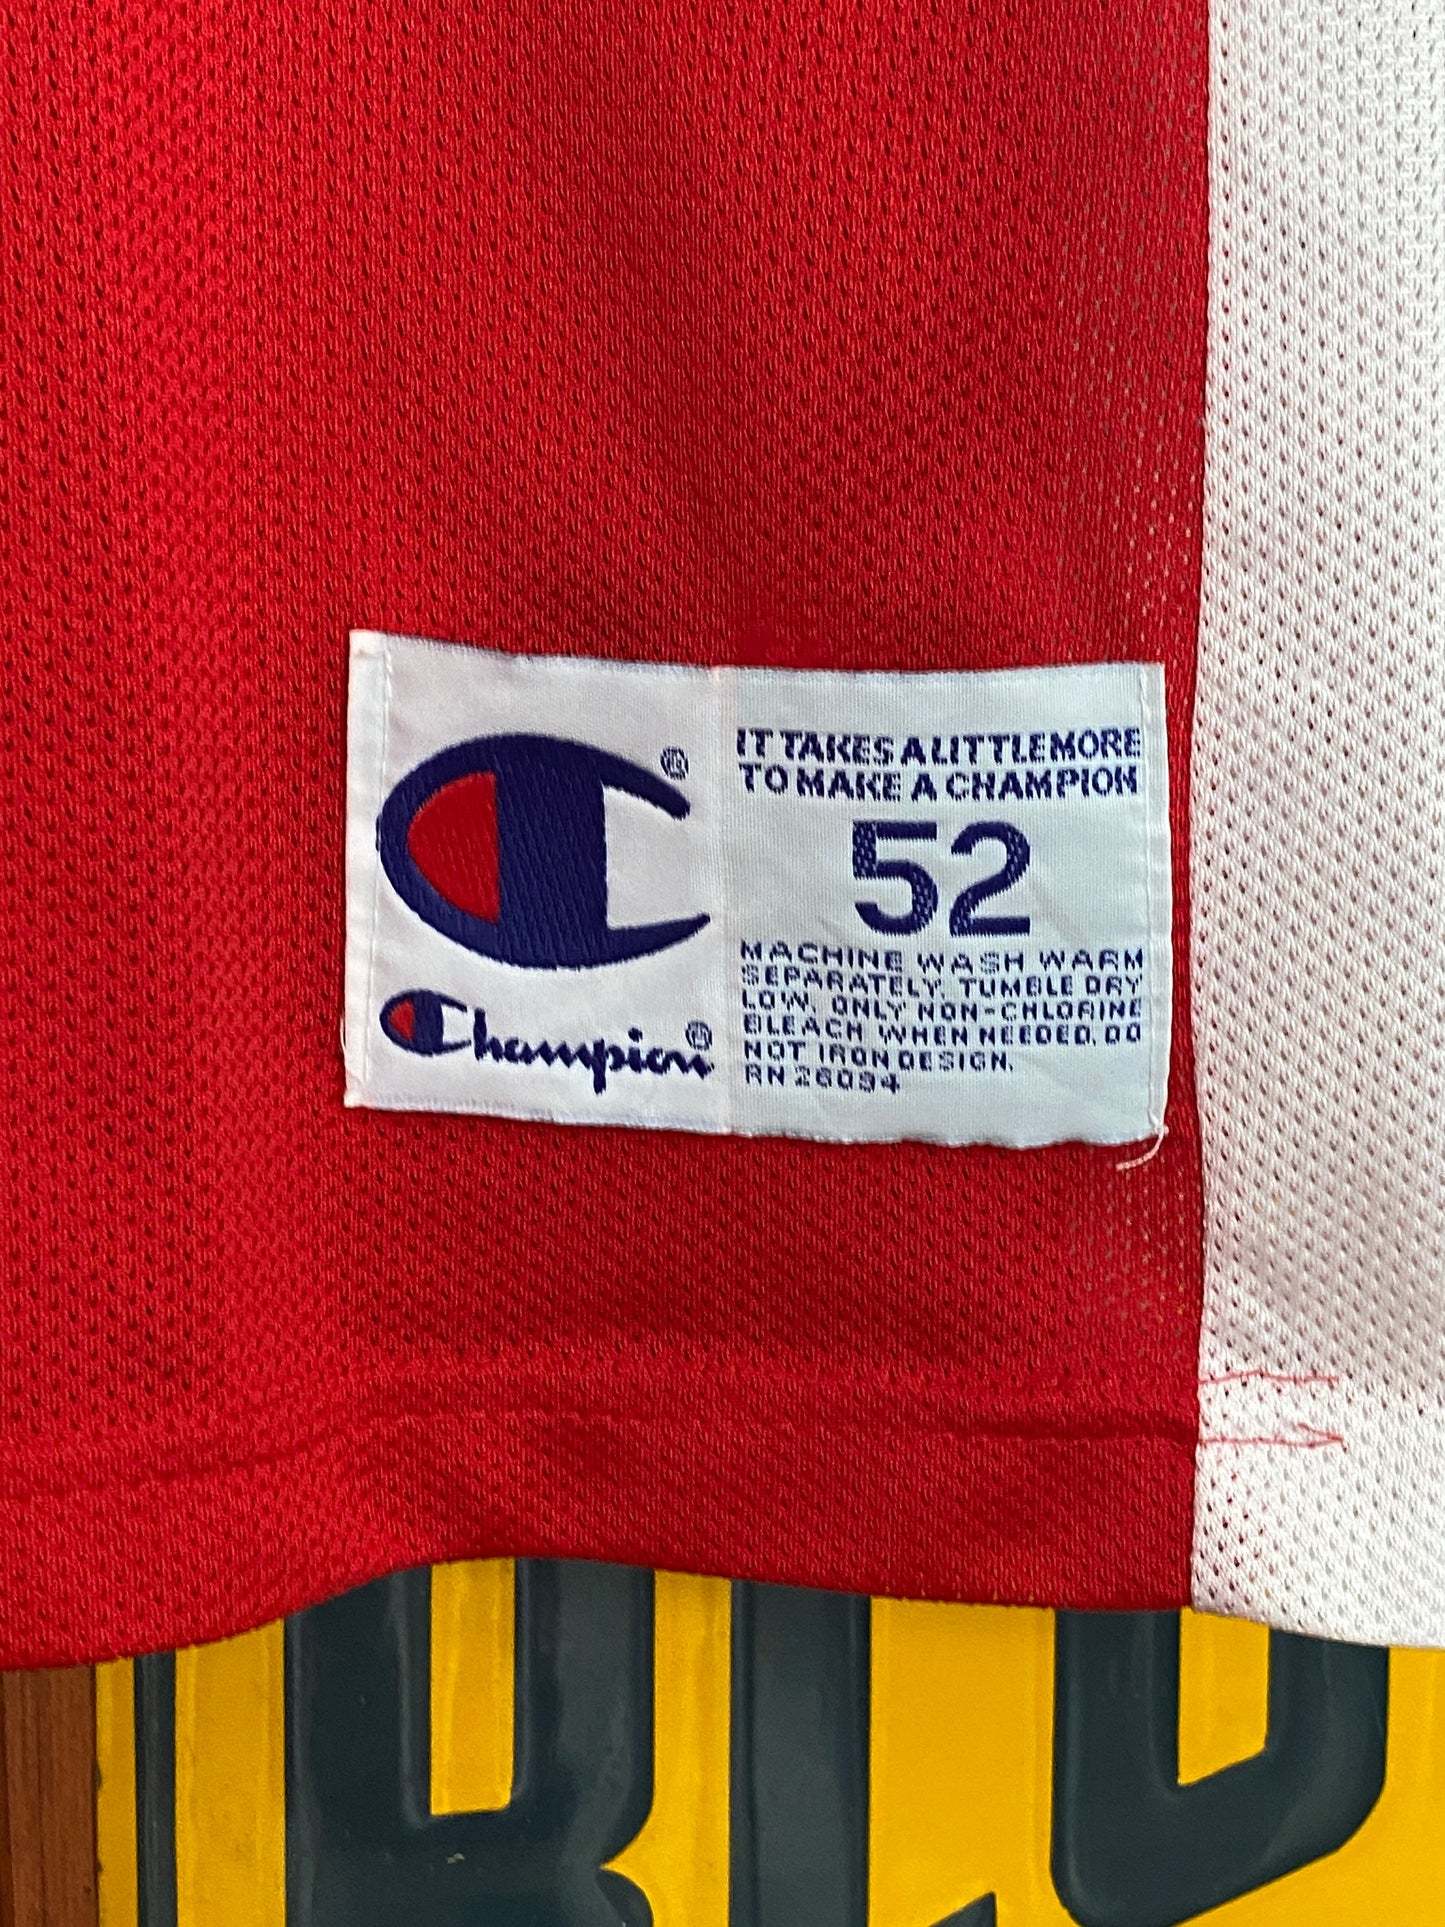 IT TAKES A LITTLE MORE
TO MAKE A CHAMPION
52
MACHINE WASH WARM
SEPARATELY, TUMBLE DRY
LOW, ONLY NON-CHLORINE
BLEACH WHEN NEEDED, DO
NOT IRON DESIGN.
RN 26094
Champion